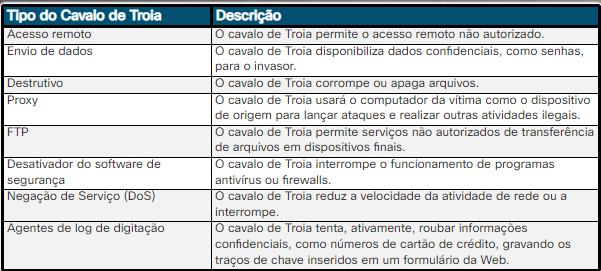 Tipo do Cavalo de Troia Descrição
Acesso remoto O cavalo de Troia permite o acesso remoto não autorizado.
Envio de dados O cavalo de Troia disponibiliza dados confidenciais, como senhas,
para o invasor.
Destrutivo O cavalo de Troia corrompe ou apaga arquivos.
Proxy O cavalo de Troia usará o computador da vítima como o dispositivo
de origem para lançar ataques e realizar outras atividades ilegais.
FTP O cavalo de Troia permite serviços não autorizados de transferência
de arquivos em dispositivos finais.
Desativador do software de O cavalo de Troia interrompe o funcionamento de programas
segurança antivírus ou firewalls.
Negação de Serviço (DoS) O cavalo de Troia reduz a velocidade da atividade de rede ou a
interrompe.
Agentes de log de digitação O cavalo de Troia tenta, ativamente, roubar informações
confidenciais, como números de cartão de crédito, gravando os
traços de chave inseridos em um formulário da Web.